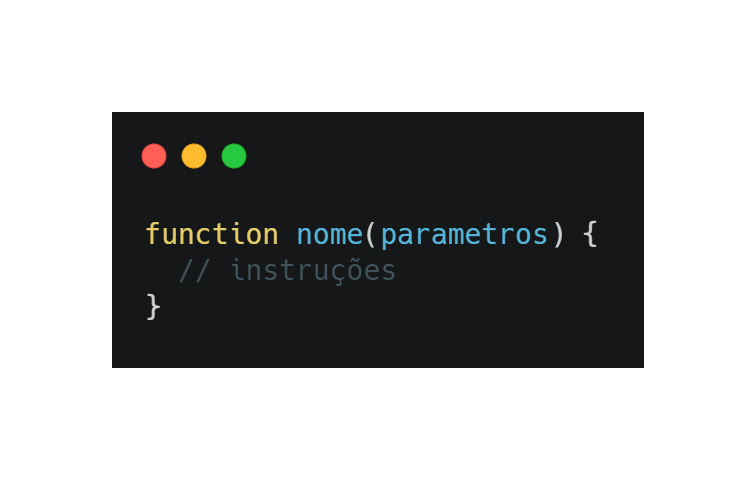 function nome(parametros) {
  // instruções
}